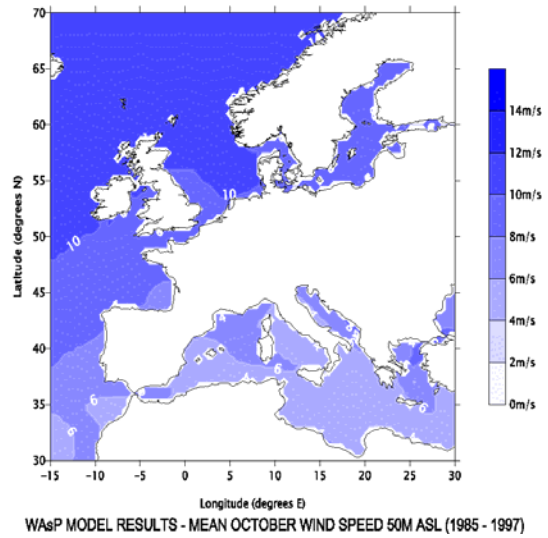 70
65
60
55
50
45
40
35
30
Latitude (degrees N)
10
10
6
6
6
6
-15 -10 -5 0 5 10 15 20 25 30
Longitude (degrees E)
14m/s
12m/s
10m/s
8m/s
6m/s
4m/s
2m/s
0m/s
WAsP MODEL RESULTS - MEAN OCTOBER WIND SPEED 50M ASL (1985 - 1997)